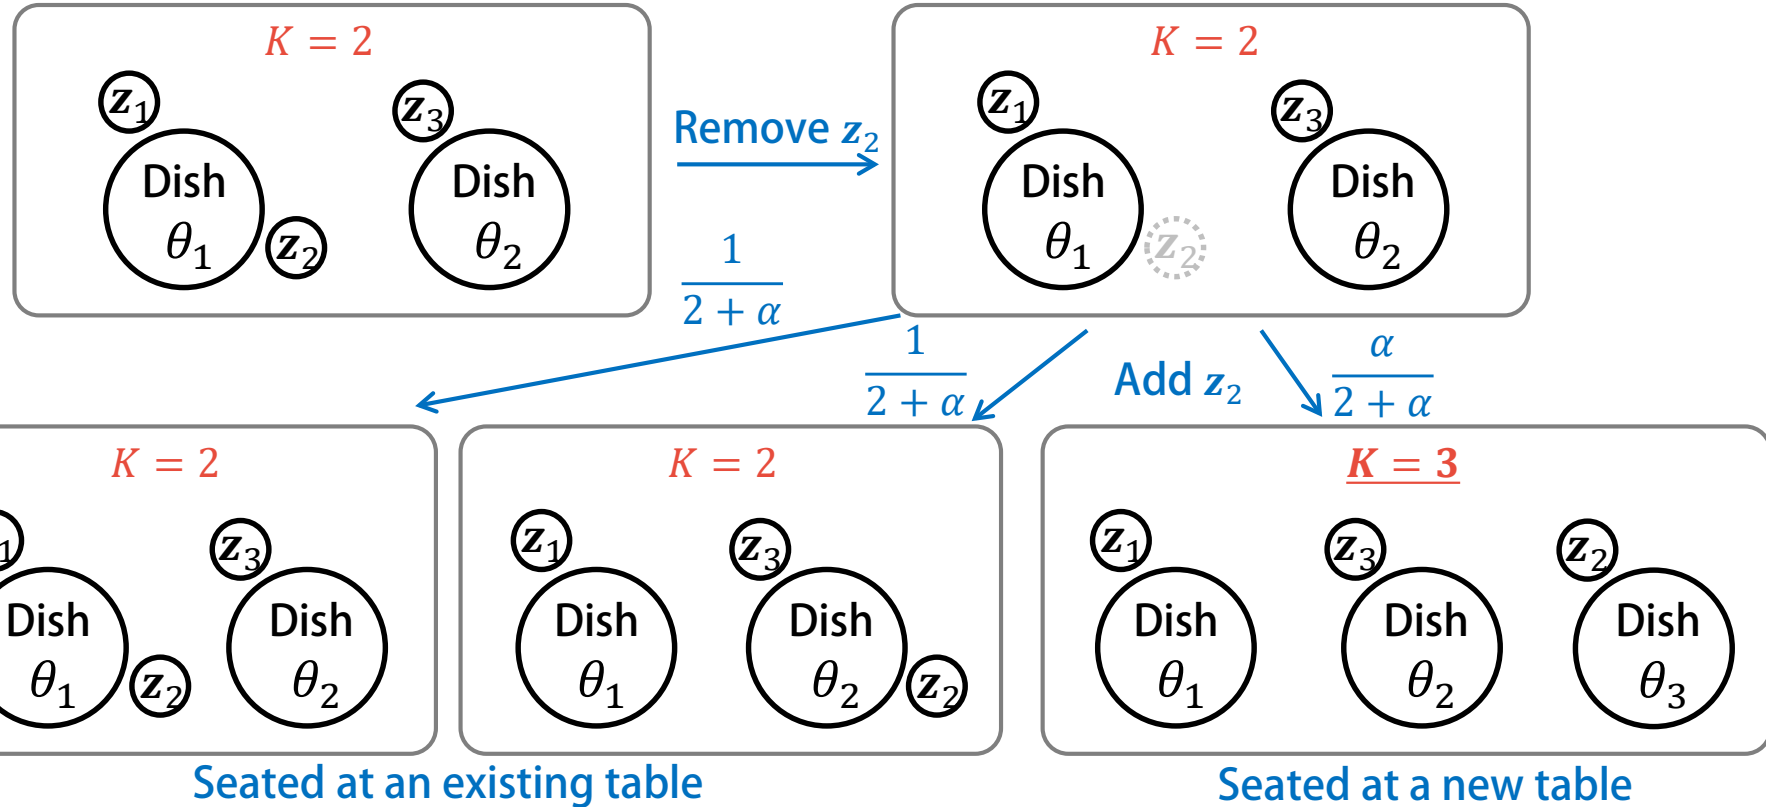 K = 2
z₁
z₃
Dish
θ₁
z₂
Dish
θ₂
Remove z₂
K = 2
z₁
z₃
Dish
θ₁
z₂
Dish
θ₂
1
2 + α
1
2 + α
Add z₂
α
2 + α
K = 2
1
z₃
Dish
θ₁
z₂
Dish
θ₂
K = 2
z₁
z₃
Dish
θ₁
Dish
θ₂
z₂
K = 3
z₁
z₃
z₂
Dish
θ₁
Dish
θ₂
Dish
θ₃
Seated at an existing table
Seated at a new table